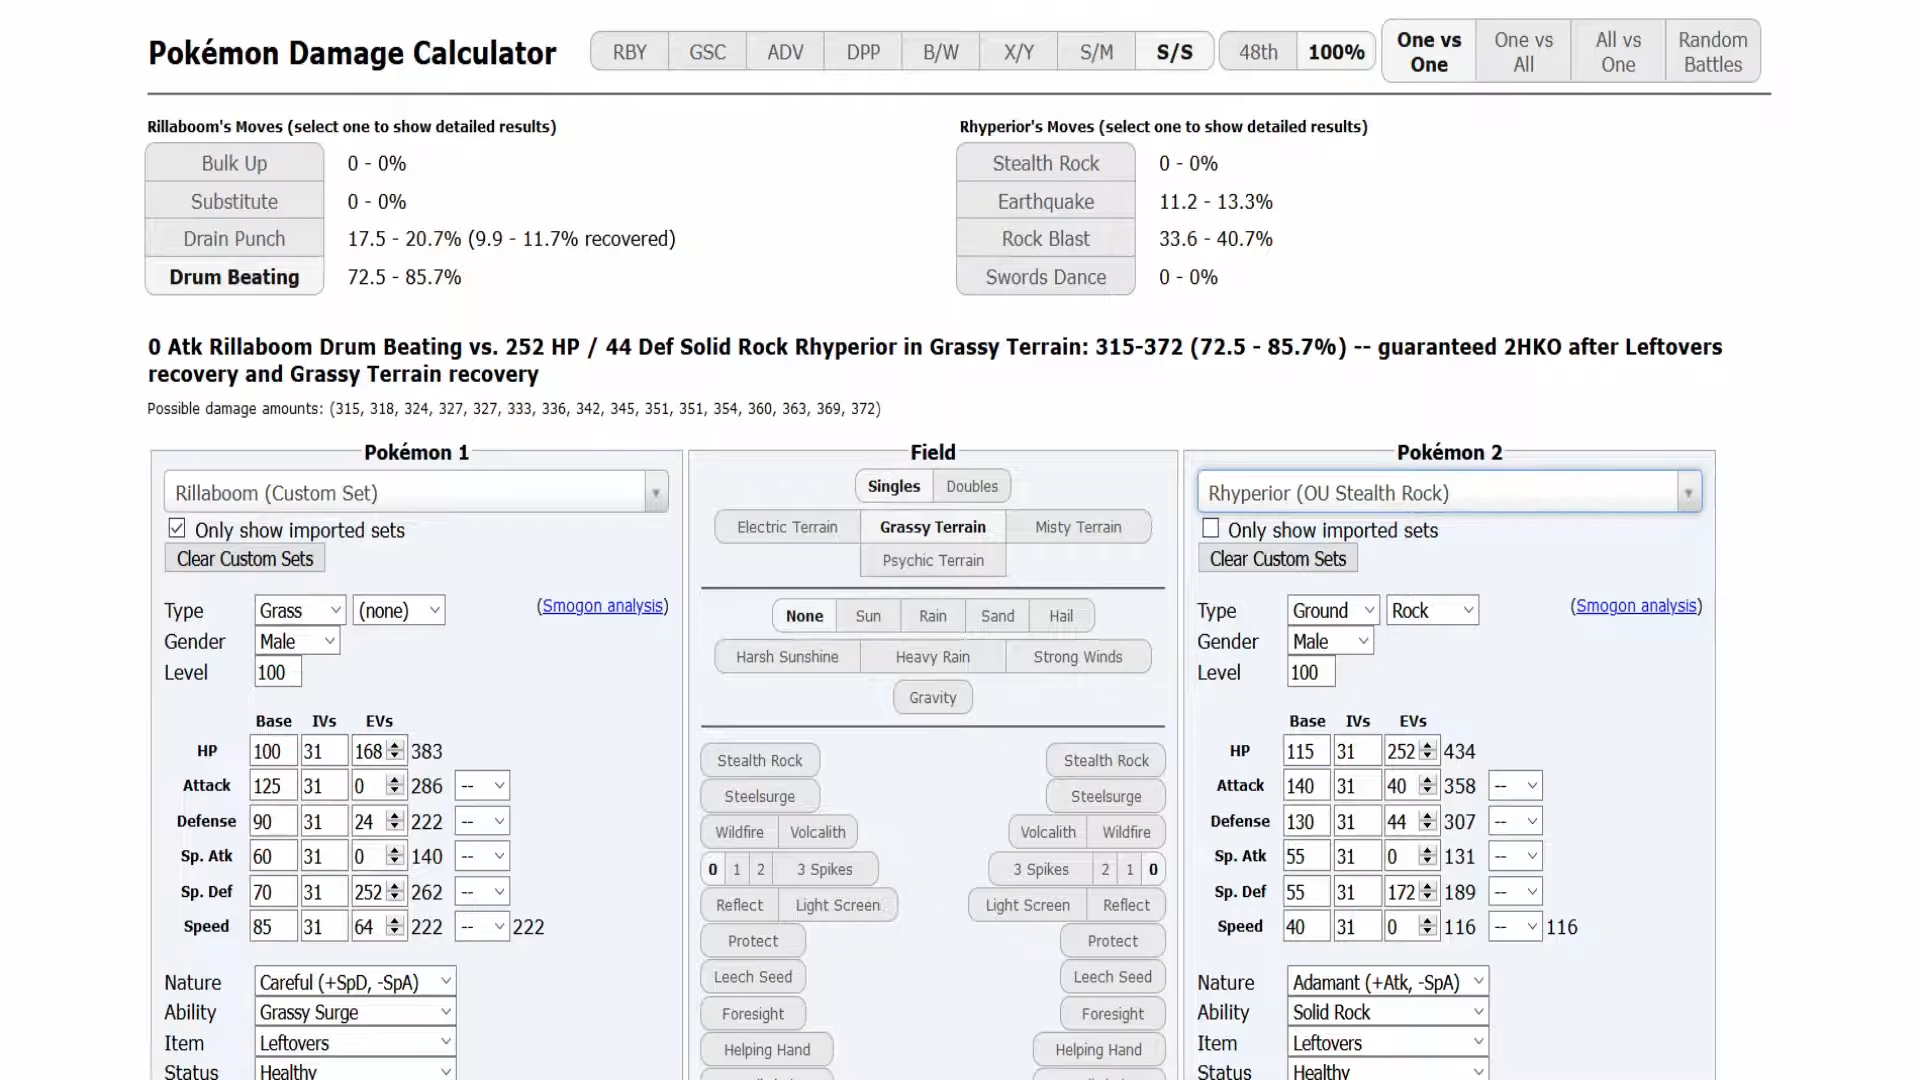 Pokémon Damage Calculator
RBY GSC ADV DPP B/W X/Y S/M S/S 48th 100% One vs One One vs All All vs One Random Battles
Rillaboom's Moves (select one to show detailed results)
Bulk Up 0 - 0%
Substitute 0 - 0%
Drain Punch 17.5 - 20.7% (9.9 - 11.7% recovered)
Drum Beating 72.5 - 85.7%
Rhyperior's Moves (select one to show detailed results)
Stealth Rock 0 - 0%
Earthquake 11.2 - 13.3%
Rock Blast 33.6 - 40.7%
Swords Dance 0 - 0%
0 Atk Rillaboom Drum Beating vs. 252 HP / 44 Def Solid Rock Rhyperior in Grassy Terrain: 315-372 (72.5 - 85.7%) -- guaranteed 2HKO after Leftovers
recovery and Grassy Terrain recovery
Possible damage amounts: (315, 318, 324, 327, 327, 333, 336, 342, 345, 351, 351, 354, 360, 363, 369, 372)
Pokémon 1
Rillaboom (Custom Set)
Only show imported sets
Clear Custom Sets
Type Grass (none) (Smogon analysis)
Gender Male
Level 100
Base IVs EVs
HP 100 31 168 383
Attack 125 31 0 286 --
Defense 90 31 24 222 --
Sp. Atk 60 31 0 140 --
Sp. Def 70 31 252 262 --
Speed 85 31 64 222 -- 222
Nature Careful (+SpD, -SpA)
Ability Grassy Surge
Item Leftovers
Status Healthy
Field
Singles Doubles
Electric Terrain Grassy Terrain Misty Terrain
Psychic Terrain
None Sun Rain Sand Hail
Harsh Sunshine Heavy Rain Strong Winds
Gravity
Stealth Rock Stealth Rock
Steelsurge Steelsurge
Wildfire Volcalith Volcalith Wildfire
0 1 2 3 Spikes 3 Spikes 2 1 0
Reflect Light Screen Light Screen Reflect
Protect Protect
Leech Seed Leech Seed
Foresight Foresight
Helping Hand Helping Hand
Pokémon 2
Rhyperior (OU Stealth Rock)
Only show imported sets
Clear Custom Sets
Type Ground Rock (Smogon analysis)
Gender Male
Level 100
Base IVs EVs
HP 115 31 252 434
Attack 140 31 40 358 --
Defense 130 31 44 307 --
Sp. Atk 55 31 0 131 --
Sp. Def 55 31 172 189 --
Speed 40 31 0 116 -- 116
Nature Adamant (+Atk, -SpA)
Ability Solid Rock
Item Leftovers
Status Healthy